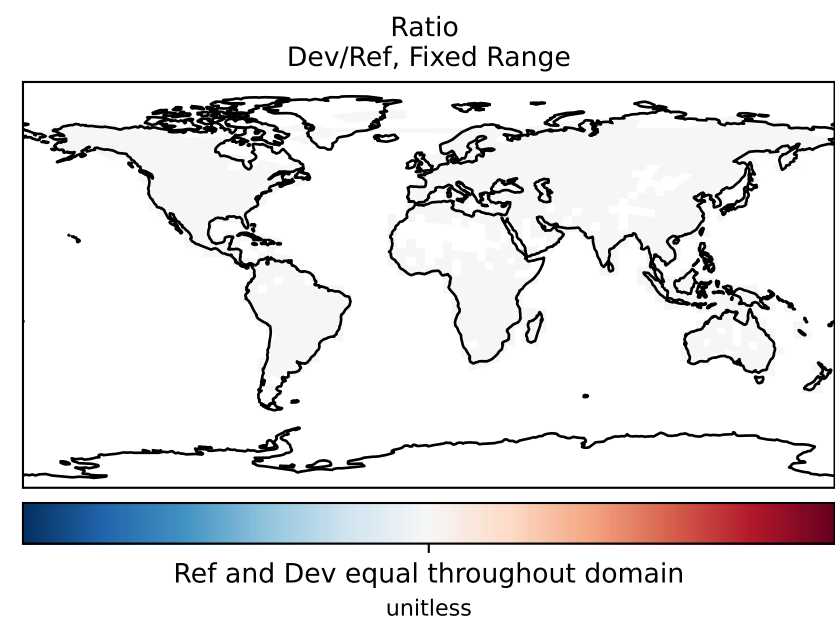 Ratio
Dev/Ref, Fixed Range
Ref and Dev equal throughout domain
unitless